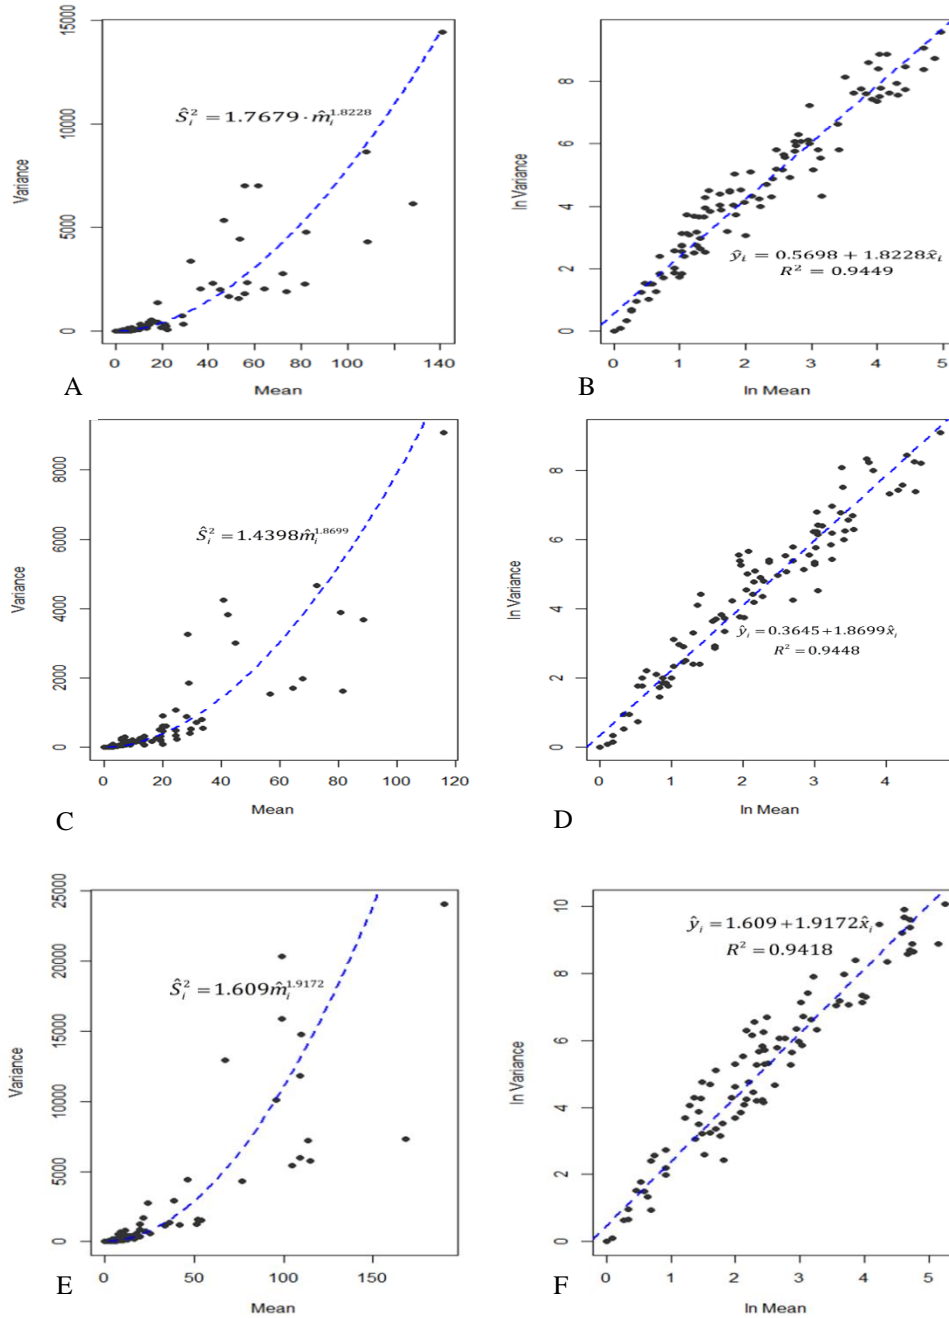 15000
10000
5000
0
Variance
Ŝᵢ² = 1.7679 · m̂ᵢ^1.8228
0 20 40 60 80 100 120 140
Mean
A
8
6
4
2
0
ln Variance
ŷᵢ = 0.5698 + 1.8228x̂ᵢ
R² = 0.9449
0 1 2 3 4 5
ln Mean
B
8000
6000
4000
2000
0
Variance
Ŝᵢ² = 1.4398m̂ᵢ^1.8699
0 20 40 60 80 100 120
Mean
C
8
6
4
2
0
ln Variance
ŷᵢ = 0.3645+1.8699x̂ᵢ
R² = 0.9448
0 1 2 3 4
ln Mean
D
25000
20000
15000
10000
5000
0
Variance
Ŝᵢ² = 1.609m̂ᵢ^1.9172
0 50 100 150
Mean
E
10
8
6
4
2
0
ln Variance
ŷᵢ = 1.609+1.9172x̂ᵢ
R² = 0.9418
0 1 2 3 4 5
ln Mean
F